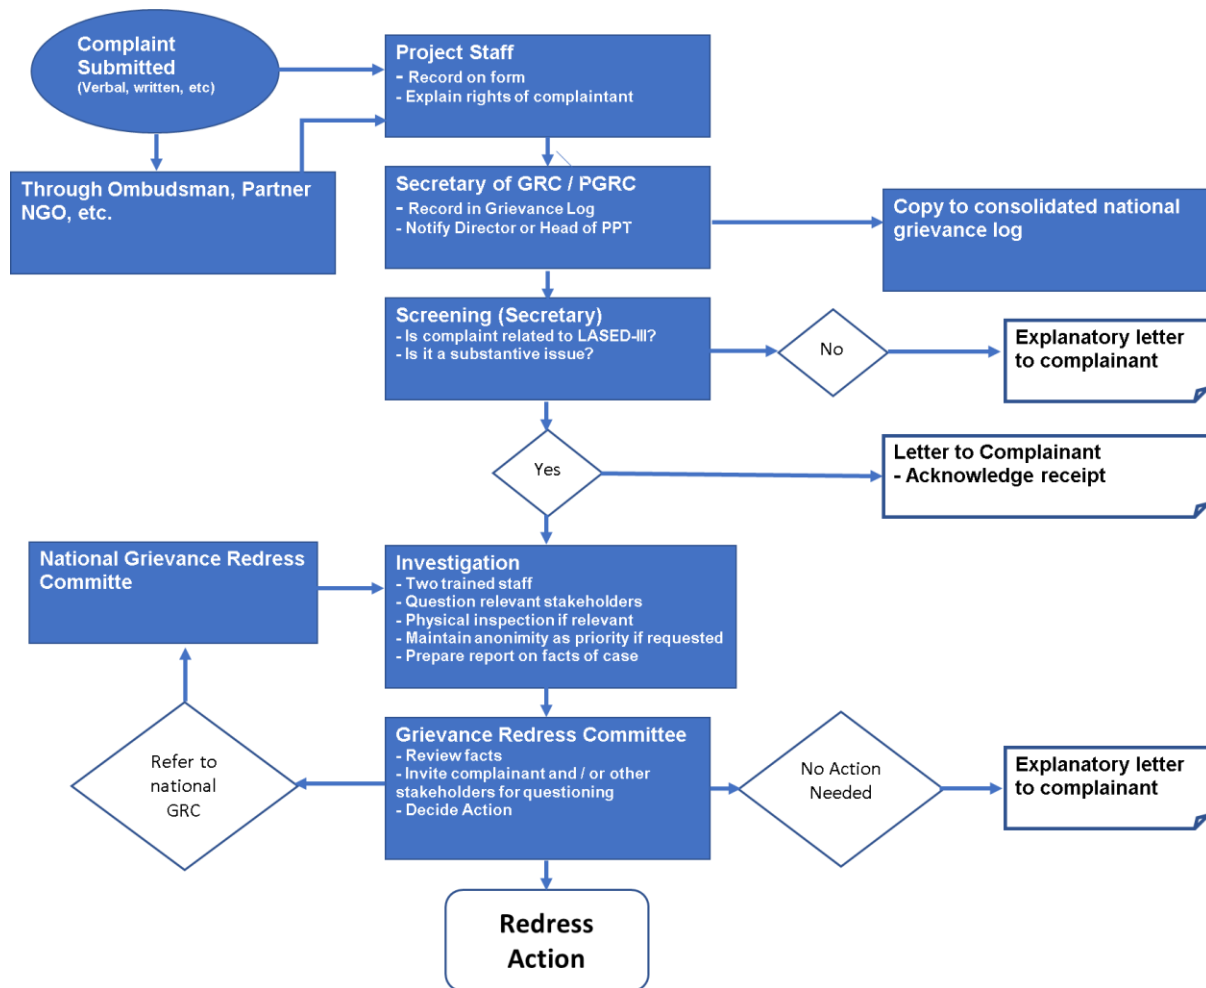 Complaint
Submitted
(Verbal, written, etc)
Project Staff
- Record on form
- Explain rights of complaintant
Through Ombudsman, Partner
NGO, etc.
Secretary of GRC / PGRC
- Record in Grievance Log
- Notify Director or Head of PPT
Copy to consolidated national
grievance log
Screening (Secretary)
- Is complaint related to LASED-III?
- Is it a substantive issue?
No
Explanatory letter
to complainant
Yes
Letter to Complainant
- Acknowledge receipt
National Grievance Redress
Committe
Investigation
- Two trained staff
- Question relevant stakeholders
- Physical inspection if relevant
- Maintain anonimity as priority if requested
- Prepare report on facts of case
Refer to
national
GRC
Grievance Redress Committee
- Review facts
- Invite complainant and / or other
stakeholders for questioning
- Decide Action
No Action
Needed
Explanatory letter
to complainant
Redress
Action